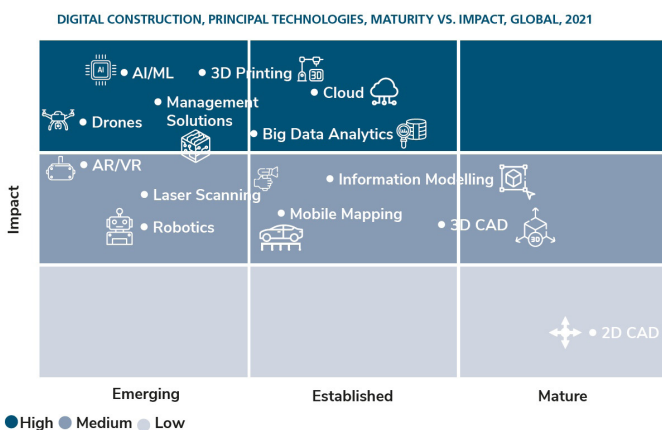 DIGITAL CONSTRUCTION, PRINCIPAL TECHNOLOGIES, MATURITY VS. IMPACT, GLOBAL, 2021
AI
AI/ML
3D Printing
3D
Cloud
Management
Solutions
Drones
Big Data Analytics
AR/VR
Information Modelling
Laser Scanning
Mobile Mapping
Robotics
3D CAD
3D
2D CAD
Impact
Emerging
Established
Mature
High
Medium
Low